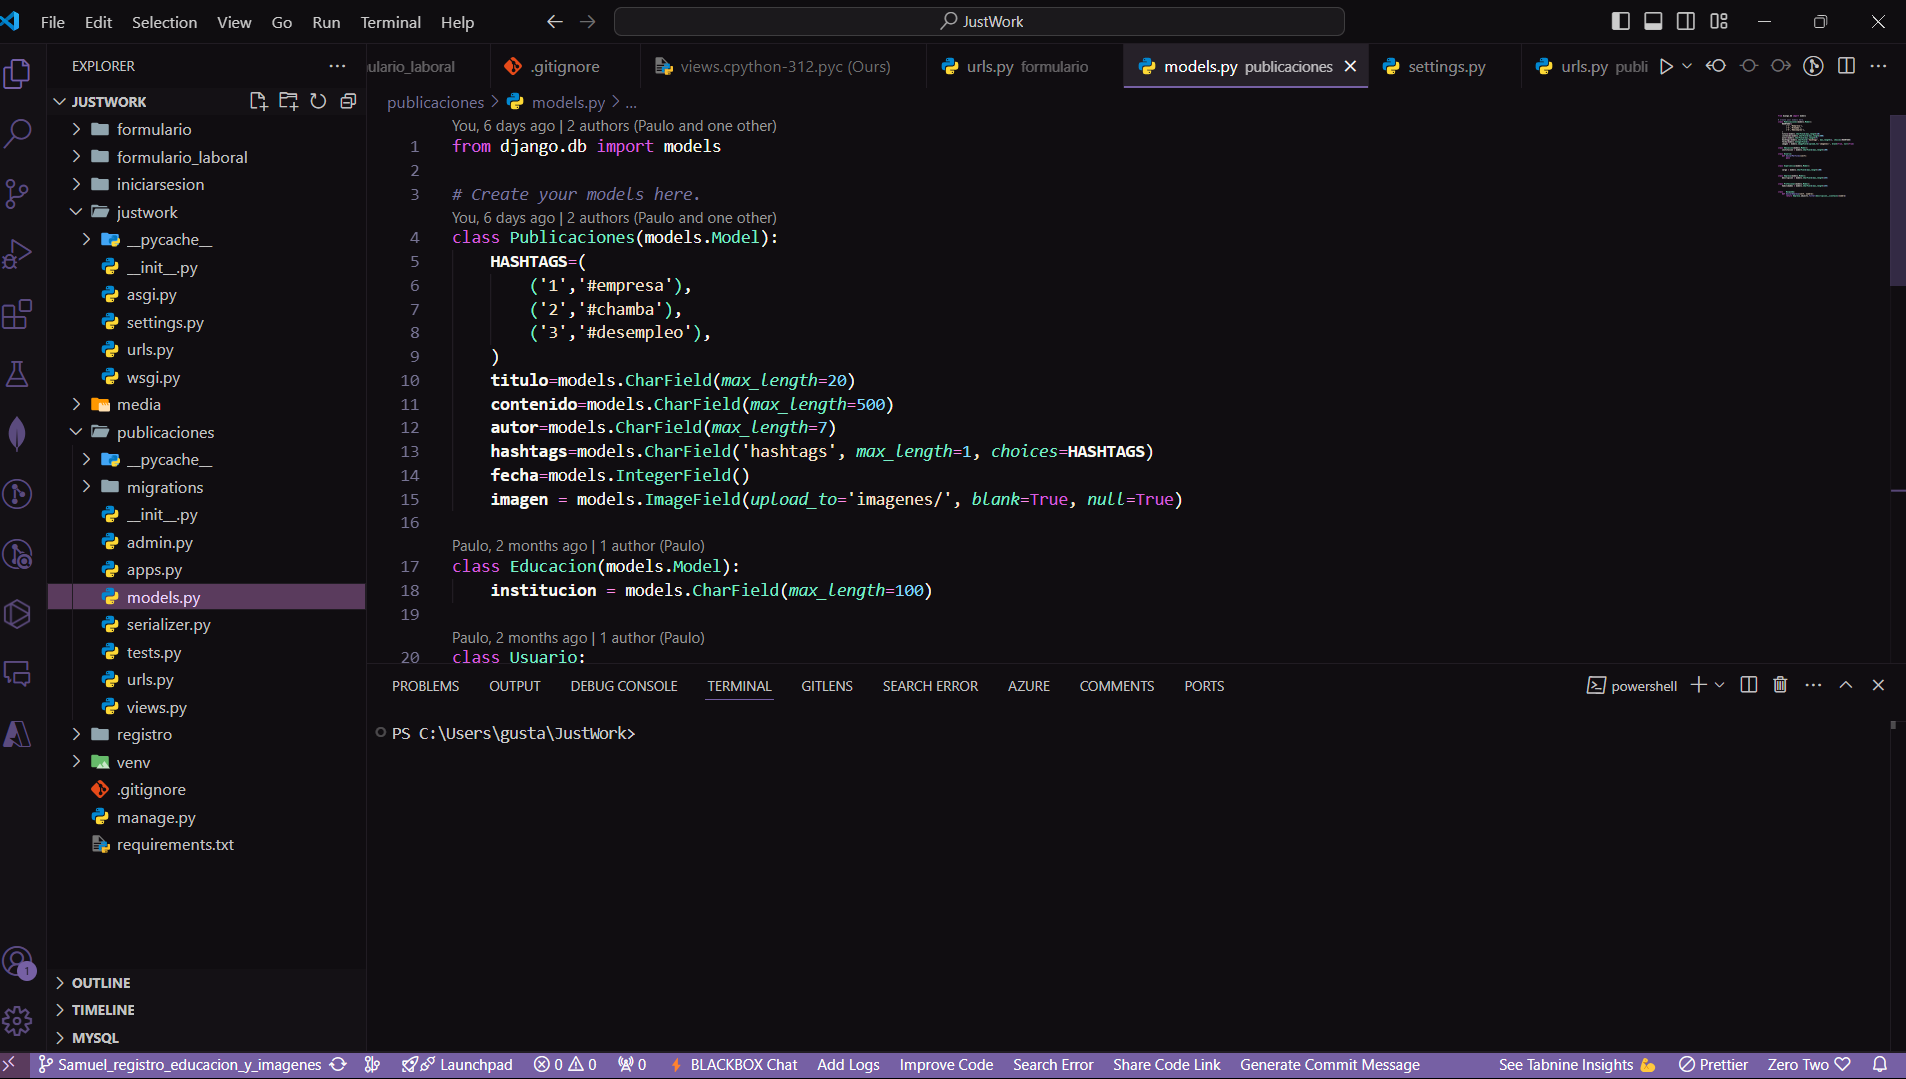 File Edit Selection View Go Run Terminal Help
JustWork
EXPLORER
ulario_laboral .gitignore views.cpython-312.pyc (Ours) urls.py formulario models.py publicaciones settings.py urls.py publi
JUSTWORK
publicaciones > models.py > ...
formulario
formulario_laboral
iniciarsesion
justwork
__pycache__
__init__.py
asgi.py
settings.py
urls.py
wsgi.py
media
publicaciones
__pycache__
migrations
__init__.py
admin.py
apps.py
models.py
serializer.py
tests.py
urls.py
views.py
registro
venv
.gitignore
manage.py
requirements.txt
OUTLINE
TIMELINE
MYSQL
You, 6 days ago | 2 authors (Paulo and one other)
1 from django.db import models
2
3 # Create your models here.
You, 6 days ago | 2 authors (Paulo and one other)
4 class Publicaciones(models.Model):
5 HASHTAGS=(
6 ('1','#empresa'),
7 ('2','#chamba'),
8 ('3','#desempleo'),
9 )
10 titulo=models.CharField(max_length=20)
11 contenido=models.CharField(max_length=500)
12 autor=models.CharField(max_length=7)
13 hashtags=models.CharField('hashtags', max_length=1, choices=HASHTAGS)
14 fecha=models.IntegerField()
15 imagen = models.ImageField(upload_to='imagenes/', blank=True, null=True)
16
Paulo, 2 months ago | 1 author (Paulo)
17 class Educacion(models.Model):
18 institucion = models.CharField(max_length=100)
19
Paulo, 2 months ago | 1 author (Paulo)
20 class Usuario:
PROBLEMS OUTPUT DEBUG CONSOLE TERMINAL GITLENS SEARCH ERROR AZURE COMMENTS PORTS
powershell
PS C:\Users\gusta\JustWork>
1
Samuel_registro_educacion_y_imagenes Launchpad 0 0 0 BLACKBOX Chat Add Logs Improve Code Search Error Share Code Link Generate Commit Message See Tabnine Insights Prettier Zero Two